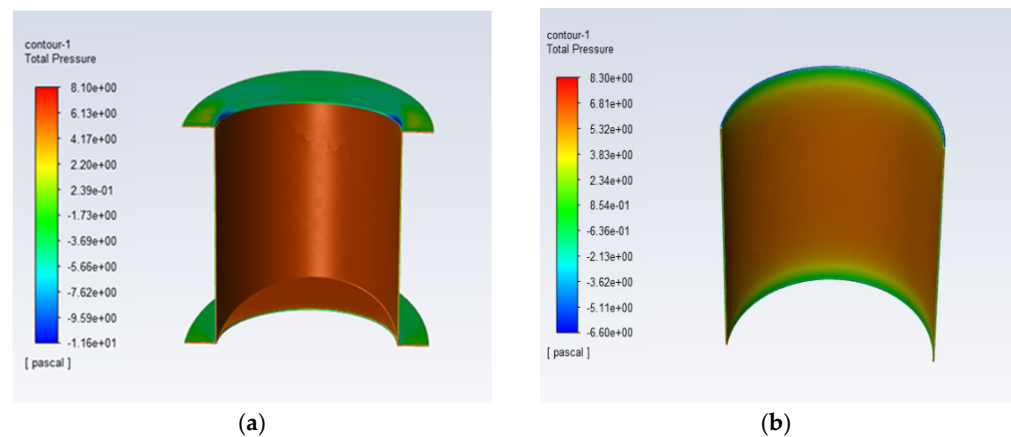 contour-1
Total Pressure
8.10e+00
6.13e+00
4.17e+00
2.20e+00
2.39e-01
-1.73e+00
-3.69e+00
-5.66e+00
-7.62e+00
-9.59e+00
-1.16e+01
[ pascal ]
(a)
contour-1
Total Pressure
8.30e+00
6.81e+00
5.32e+00
3.83e+00
2.34e+00
8.54e-01
-6.36e-01
-2.13e+00
-3.62e+00
-5.11e+00
-6.60e+00
[ pascal ]
(b)